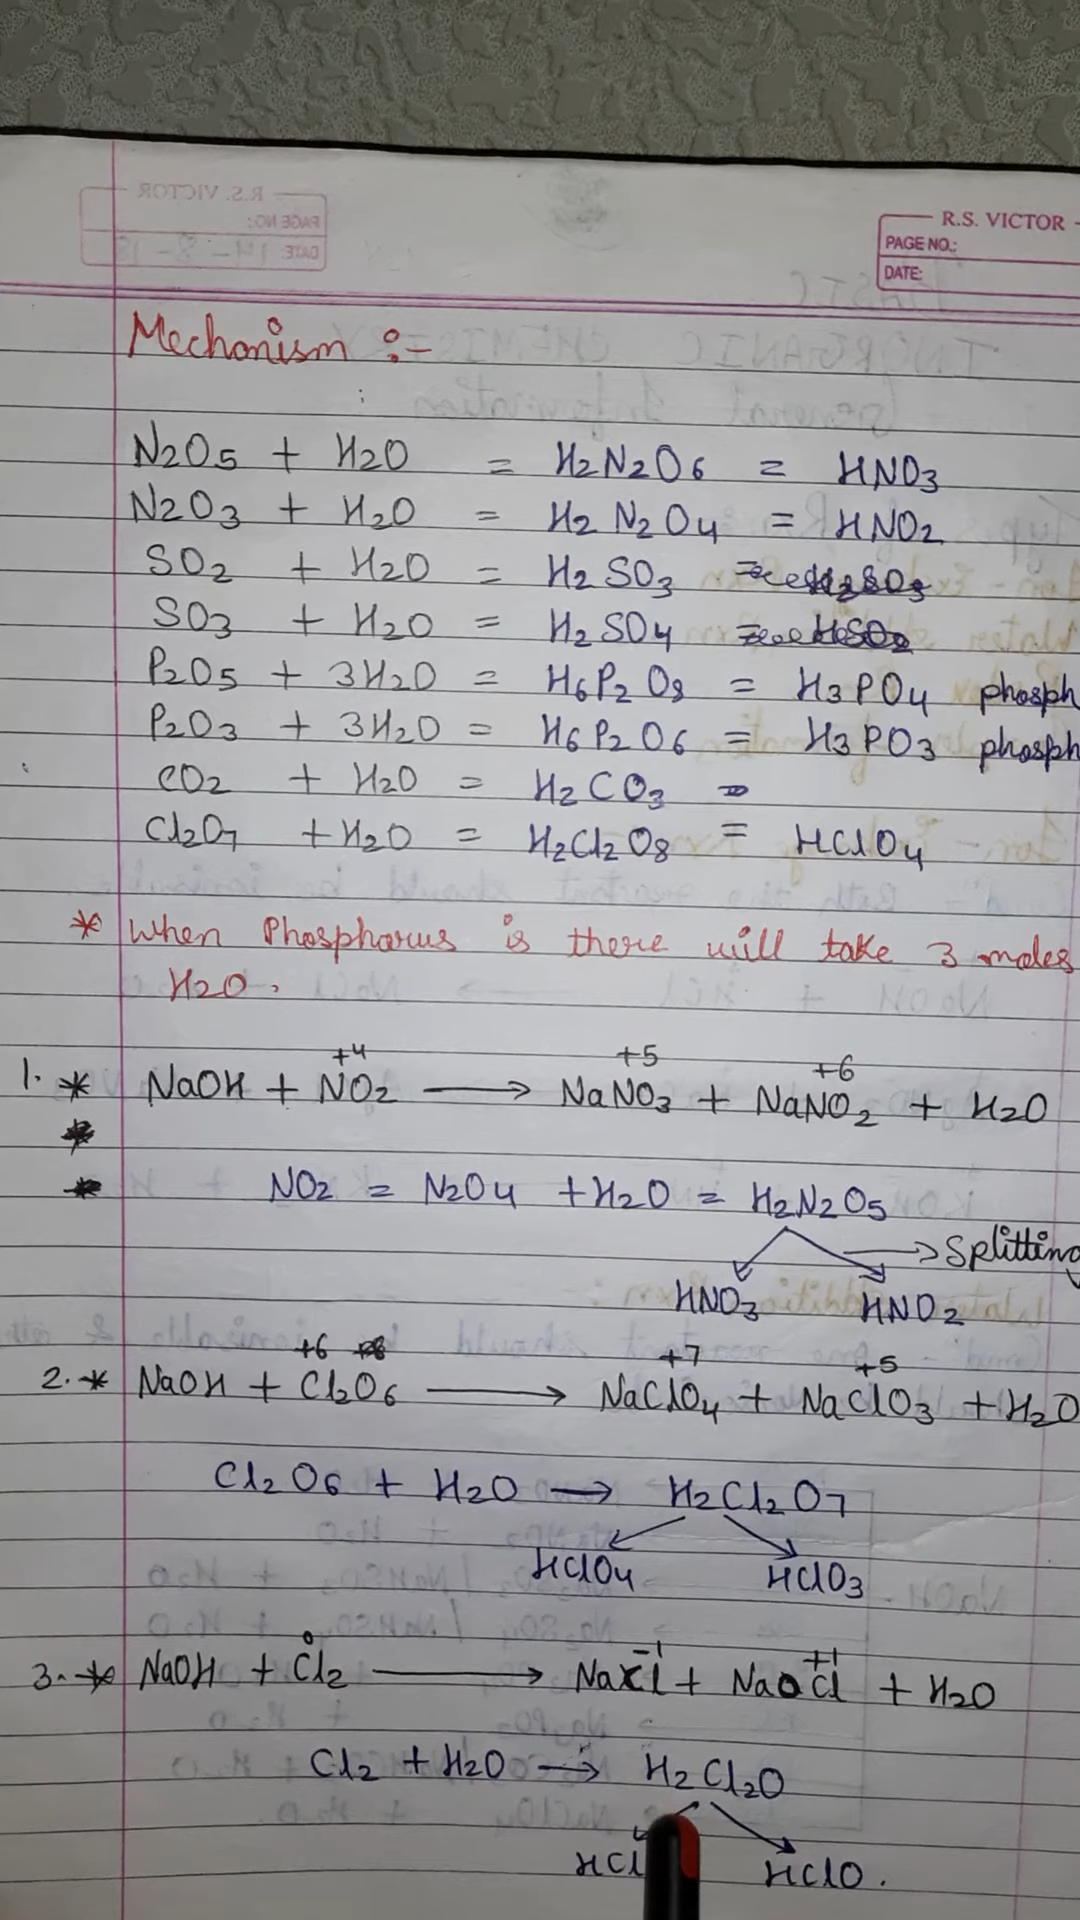 R.S. VICTOR
PAGE NO.:
DATE:
Mechanism :-
N2O5 + H2O = H2N2O6 = HNO3
N2O3 + H2O = H2N2O4 = HNO2
SO2 + H2O = H2SO3
SO3 + H2O = H2SO4
P2O5 + 3H2O = H6P2O8 = H3PO4 phosph
P2O3 + 3H2O = H6P2O6 = H3PO3 phosph
CO2 + H2O = H2CO3 =
Cl2O7 + H2O = H2Cl2O8 = HClO4
* When Phosphorus is there will take 3 moles
H2O.
+4 +5 +6
1. * NaOH + NO2 ⟶ NaNO3 + NaNO2 + H2O
NO2 = N2O4 + H2O = H2N2O5
→ Splitting
HNO3 HNO2
+6 +7 +5
2. * NaOH + Cl2O6 ⟶ NaClO4 + NaClO3 + H2O
Cl2O6 + H2O → H2Cl2O7
HClO4 HClO3
0 -1 +1
3. * NaOH + Cl2 ⟶ NaCl + NaOCl + H2O
Cl2 + H2O → H2Cl2O
HCl HClO.